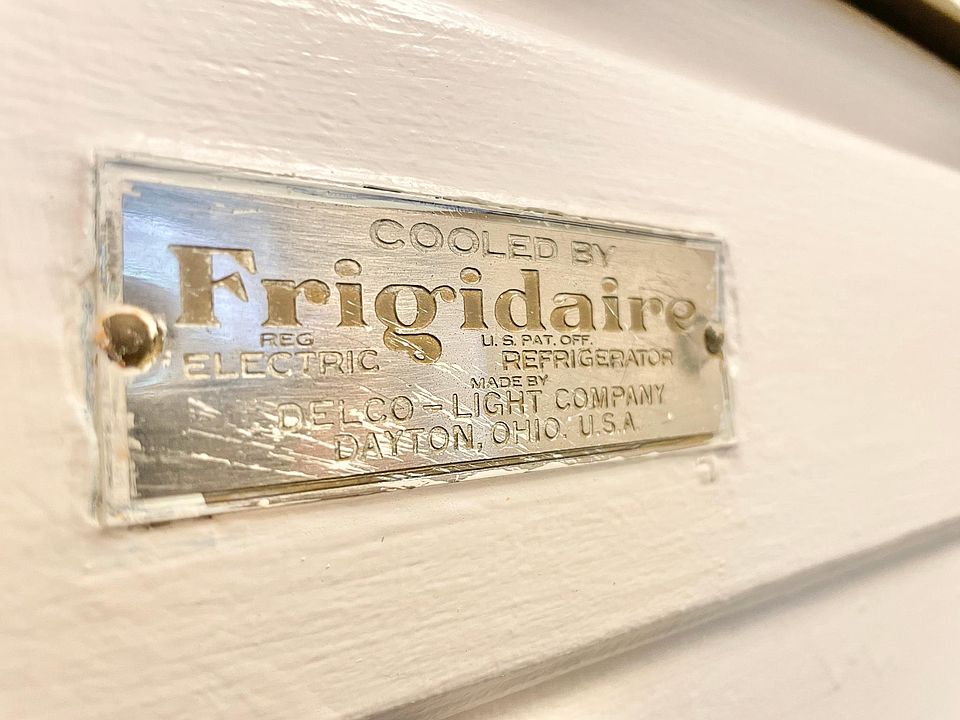 COOLED BY
Frigidaire
REG U.S. PAT. OFF.
ELECTRIC REFRIGERATOR
MADE BY
DELCO-LIGHT COMPANY
DAYTON, OHIO. U.S.A.